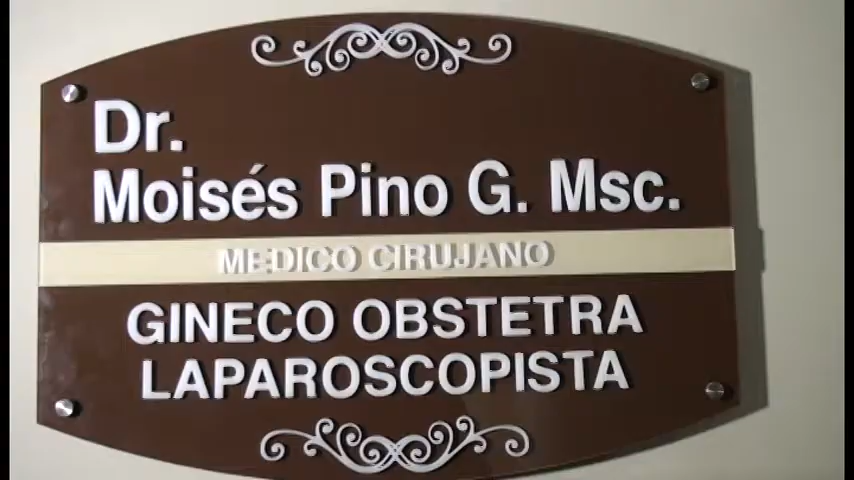 Dr.
Moisés Pino G. Msc.
MEDICO CIRUJANO
GINECO OBSTETRA
LAPAROSCOPISTA